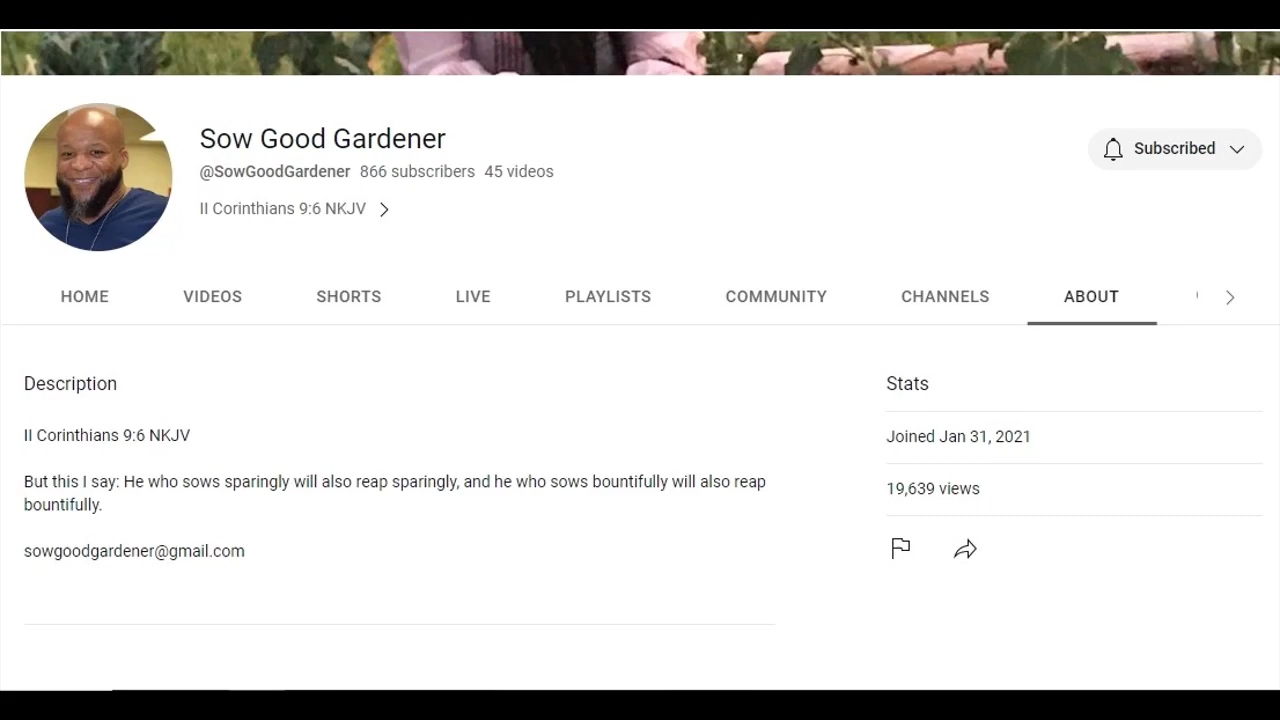 Sow Good Gardener
@SowGoodGardener 866 subscribers 45 videos
II Corinthians 9:6 NKJV
Subscribed
HOME VIDEOS SHORTS LIVE PLAYLISTS COMMUNITY CHANNELS ABOUT
Description
II Corinthians 9:6 NKJV
But this I say: He who sows sparingly will also reap sparingly, and he who sows bountifully will also reap
bountifully.
sowgoodgardener@gmail.com
Stats
Joined Jan 31, 2021
19,639 views